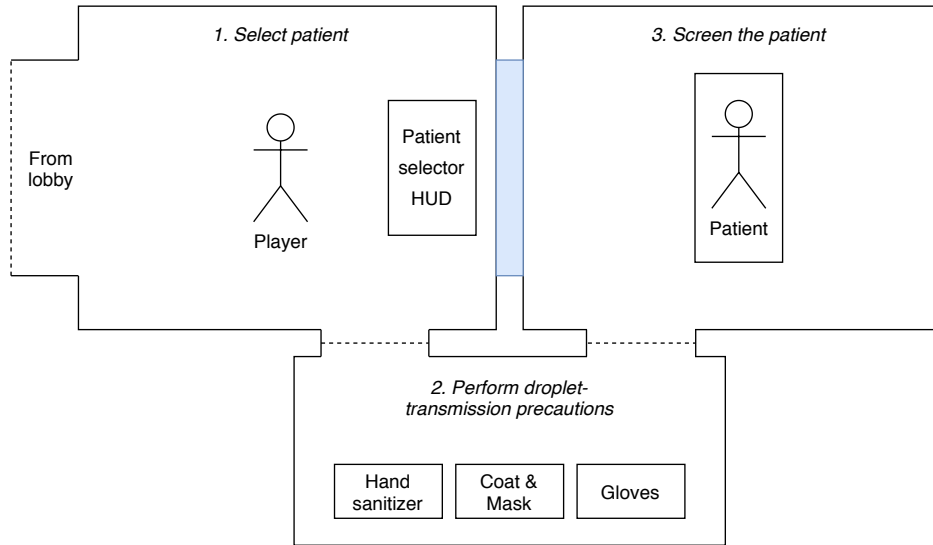 1. Select patient
3. Screen the patient
From
lobby
Player
Patient
selector
HUD
Patient
2. Perform droplet-
transmission precautions
Hand
sanitizer
Coat &
Mask
Gloves